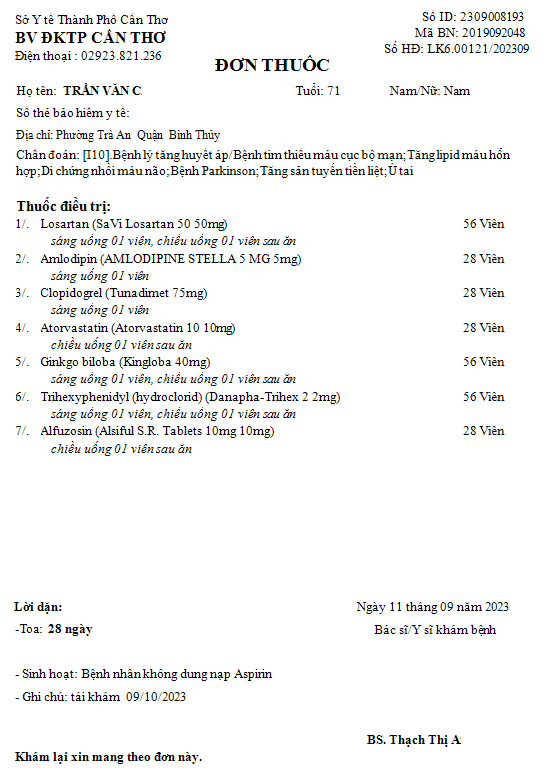 Sở Y tế Thành Phố Cần Thơ
BV ĐKTP CẦN THƠ
Điện thoại : 02923.821.236
Số ID: 2309008193
Mã BN: 2019092048
Số HĐ: LK6.00121/202309
ĐƠN THUỐC
Họ tên: TRẦN VĂN C. Tuổi: 71 Nam/Nữ: Nam
Số thẻ bảo hiểm y tế:
Địa chỉ: Phường Trà An Quận Bình Thủy
Chẩn đoán: [I10].Bệnh lý tăng huyết áp/Bệnh tim thiếu máu cục bộ mạn;Tăng lipid máu hỗn
hợp;Di chứng nhồi máu não;Bệnh Parkinson;Tăng sản tuyến tiền liệt;Ù tai
Thuốc điều trị:
1/. Losartan (SaVi Losartan 50 50mg) 56 Viên
sáng uống 01 viên, chiều uống 01 viên sau ăn
2/. Amlodipin (AMLODIPINE STELLA 5 MG 5mg) 28 Viên
sáng uống 01 viên
3/. Clopidogrel (Tunadimet 75mg) 28 Viên
sáng uống 01 viên
4/. Atorvastatin (Atorvastatin 10 10mg) 28 Viên
chiều uống 01 viên sau ăn
5/. Ginkgo biloba (Kingloba 40mg) 56 Viên
sáng uống 01 viên, chiều uống 01 viên sau ăn
6/. Trihexyphenidyl (hydroclorid) (Danapha-Trihex 2 2mg) 56 Viên
sáng uống 01 viên, chiều uống 01 viên sau ăn
7/. Alfuzosin (Alsiful S.R. Tablets 10mg 10mg) 28 Viên
chiều uống 01 viên sau ăn
Lời dặn:
Ngày 11 tháng 09 năm 2023
-Toa: 28 ngày
Bác sĩ/Y sĩ khám bệnh
- Sinh hoạt: Bệnh nhân không dung nạp Aspirin
- Ghi chú: tái khám 09/10/2023
BS. Thạch Thị A
Khám lại xin mang theo đơn này.